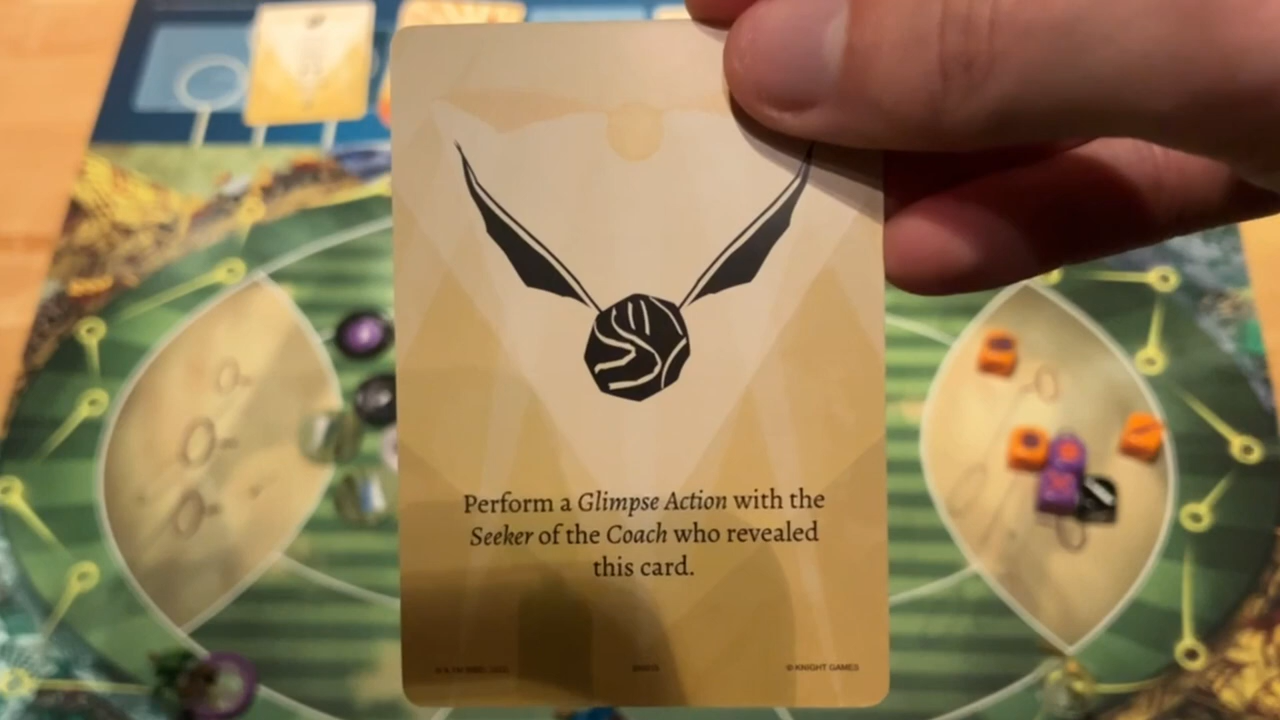 Perform a Glimpse Action with the
Seeker of the Coach who revealed
this card.
© KNIGHT GAMES